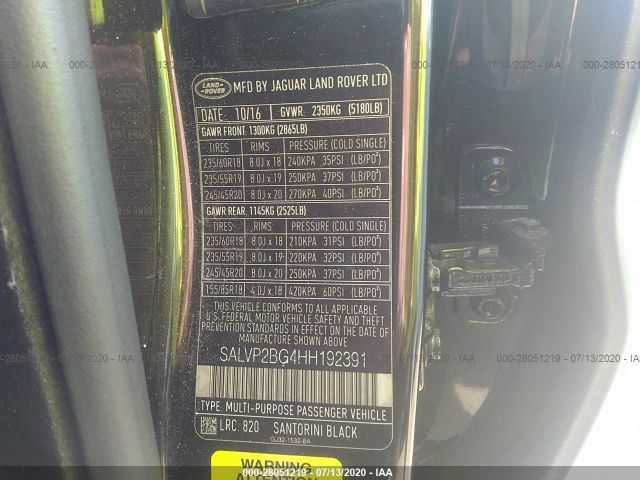 000-28051219 - 07/13/2020 - IAA
LAND-ROVER
MFD BY JAGUAR LAND ROVER LTD
DATE: 10/16 GVWR: 2350KG (5180LB)
GAWR FRONT: 1300KG (2865LB)
TIRES RIMS PRESSURE (COLD SINGLE)
235/60R18 8.0J x 18 240KPA 35PSI (LB/PO²)
235/55R19 8.0J x 19 250KPA 37PSI (LB/PO²)
245/45R20 8.0J x 20 270KPA 40PSI (LB/PO²)
GAWR REAR: 1145KG (2525LB)
TIRES RIMS PRESSURE (COLD SINGLE)
235/60R18 8.0J x 18 210KPA 31PSI (LB/PO²)
235/55R19 8.0J x 19 220KPA 32PSI (LB/PO²)
245/45R20 8.0J x 20 250KPA 37PSI (LB/PO²)
155/85R18 4.0J x 18 420KPA 60PSI (LB/PO²)
THIS VEHICLE CONFORMS TO ALL APPLICABLE
U.S. FEDERAL MOTOR VEHICLE SAFETY AND THEFT
PREVENTION STANDARDS IN EFFECT ON THE DATE OF
MANUFACTURE SHOWN ABOVE
SALVP2BG4HH192391
TYPE: MULTI-PURPOSE PASSENGER VEHICLE
LRC: 820 SANTORINI BLACK
GJ32-1532-BA
WARNING
ATTENTION
000-28051219 - 07/13/2020 - IAA